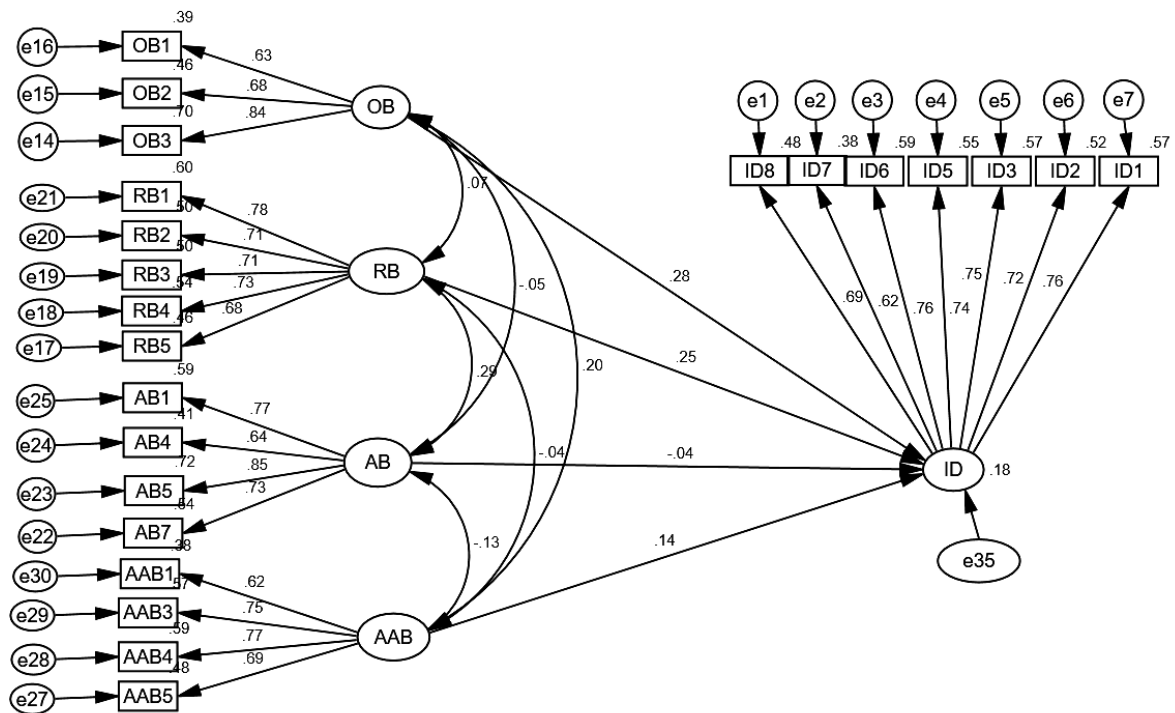 .39
e16 OB1 .63
.46
e15 OB2 .68 OB
.70
e14 OB3 .84
.60
e21 RB1 .78
.50
e20 RB2 .71
.50
e19 RB3 .71 RB
.54
e18 RB4 .73
.46
e17 RB5 .68
.59
e25 AB1 .77
.41
e24 AB4 .64 AB
.72
e23 AB5 .85
.54
e22 AB7 .73
.38
e30 AAB1 .62
.57
e29 AAB3 .75
.59
e28 AAB4 .77 AAB
.48
e27 AAB5 .69
.07
-.05
.29
.20
-.04
-.13
.28
.25
-.04
.14
e1 e2 e3 e4 e5 e6 e7
.48 .38 .59 .55 .57 .52 .57
ID8 ID7 ID6 ID5 ID3 ID2 ID1
.69 .62 .76 .74 .75 .72 .76
ID .18
e35